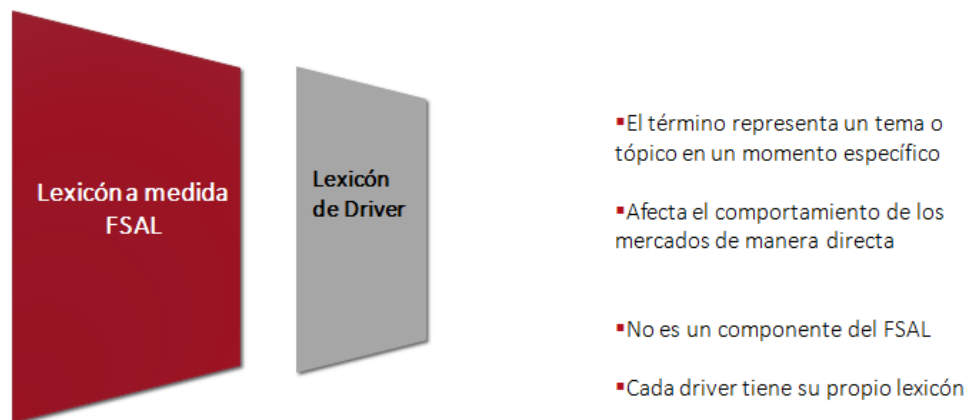 Lexicón a medida
FSAL
Lexicón
de Driver
▪El término representa un tema o
tópico en un momento específico
▪Afecta el comportamiento de los
mercados de manera directa
▪No es un componente del FSAL
▪Cada driver tiene su propio lexicón